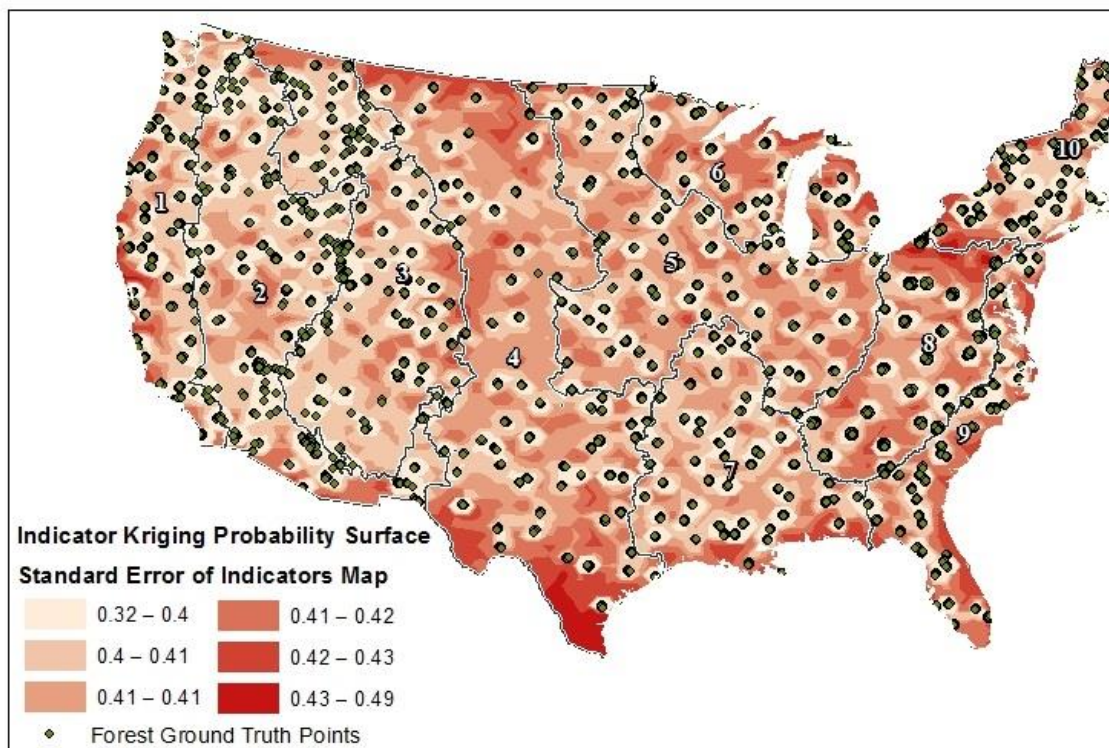 10
6
1
3
5
2
8
4
9
7
Indicator Kriging Probability Surface
Standard Error of Indicators Map
0.32 – 0.4 0.41 – 0.42
0.4 – 0.41 0.42 – 0.43
0.41 – 0.41 0.43 – 0.49
Forest Ground Truth Points